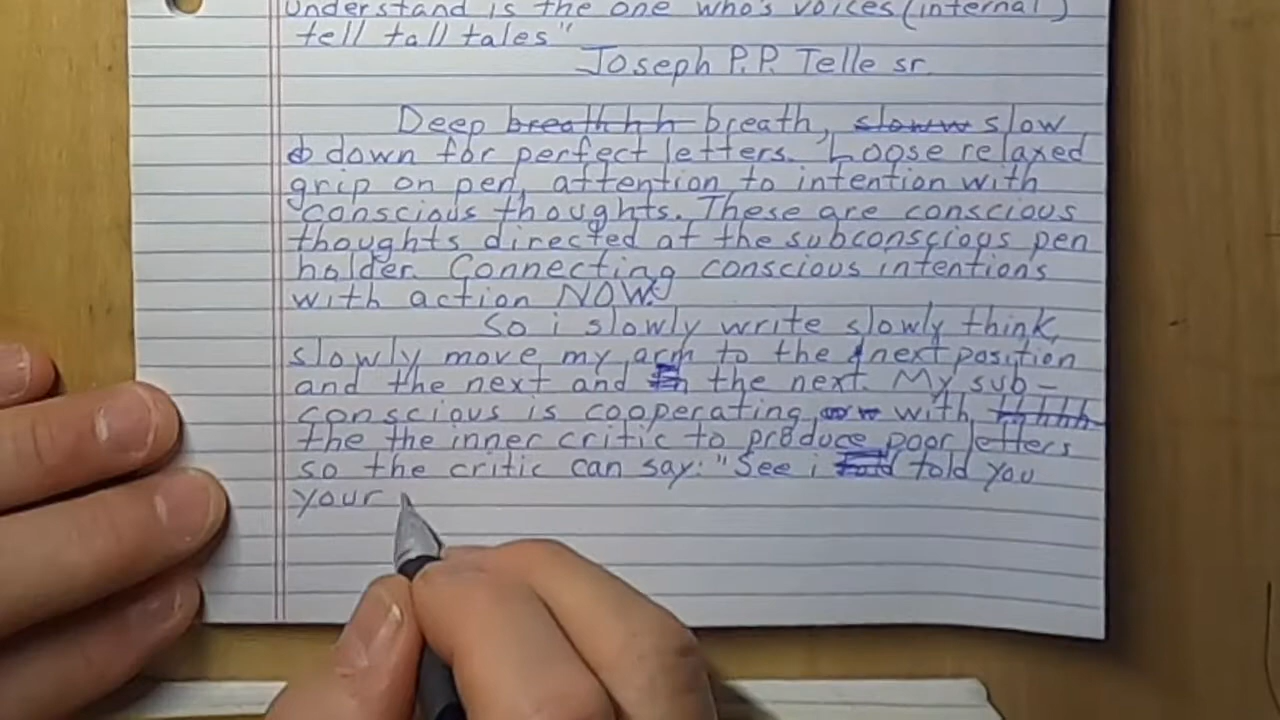 understand is the one who's voices (internal)
tell tall tales"
Joseph P.P. Telle sr.
Deep breathhh breath, sloww slow
d down for perfect letters. Loose relaxed
grip on pen, attention to intention with
conscious thoughts. These are conscious
thoughts directed at the subconscious pen
holder. Connecting conscious intentions
with action NOW.
So i slowly write slowly think,
slowly move my arm to the next position
and the next and the next. My sub-
conscious is cooperating with
the the inner critic to produce poor letters
so the critic can say: "See i told you
your